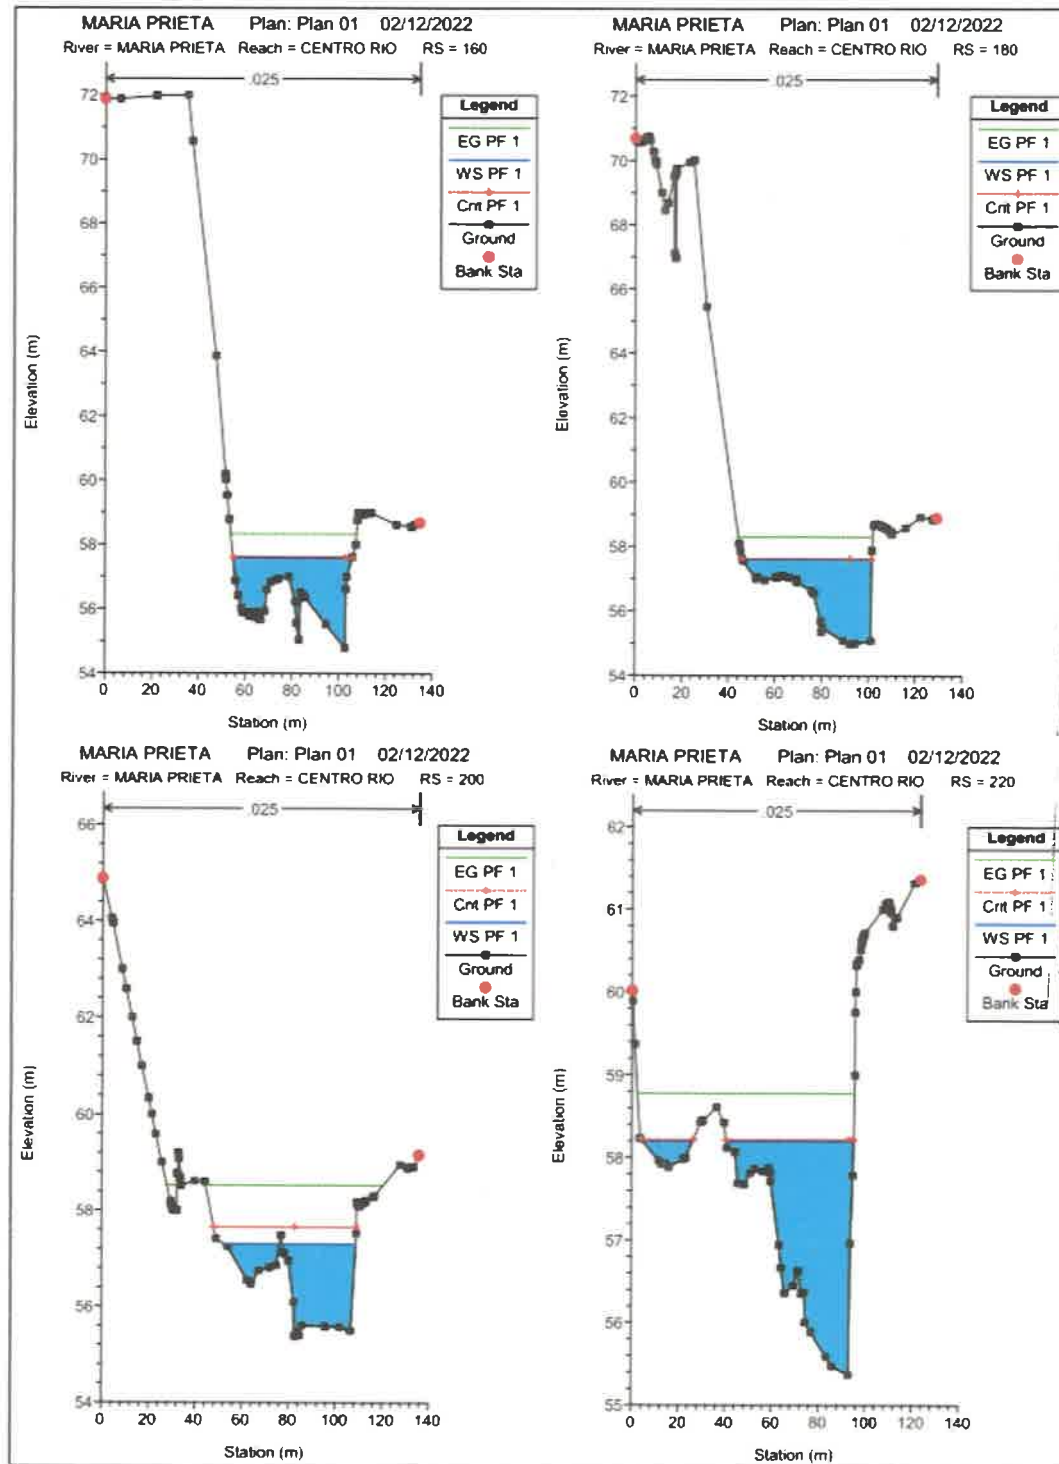 MARIA PRIETA Plan: Plan 01 02/12/2022
River = MARIA PRIETA Reach = CENTRO RIO RS = 160
.025
Legend
EG PF 1
WS PF 1
Crit PF 1
Ground
Bank Sta
Elevation (m)
72
70
68
66
64
62
60
58
56
54
0 20 40 60 80 100 120 140
Station (m)
MARIA PRIETA Plan: Plan 01 02/12/2022
River = MARIA PRIETA Reach = CENTRO RIO RS = 180
.025
Legend
EG PF 1
WS PF 1
Crit PF 1
Ground
Bank Sta
Elevation (m)
72
70
68
66
64
62
60
58
56
54
0 20 40 60 80 100 120 140
Station (m)
MARIA PRIETA Plan: Plan 01 02/12/2022
River = MARIA PRIETA Reach = CENTRO RIO RS = 200
.025
Legend
EG PF 1
Crit PF 1
WS PF 1
Ground
Bank Sta
Elevation (m)
66
64
62
60
58
56
54
0 20 40 60 80 100 120 140
Station (m)
MARIA PRIETA Plan: Plan 01 02/12/2022
River = MARIA PRIETA Reach = CENTRO RIO RS = 220
.025
Legend
EG PF 1
Crit PF 1
WS PF 1
Ground
Bank Sta
Elevation (m)
62
61
60
59
58
57
56
55
0 20 40 60 80 100 120 140
Station (m)